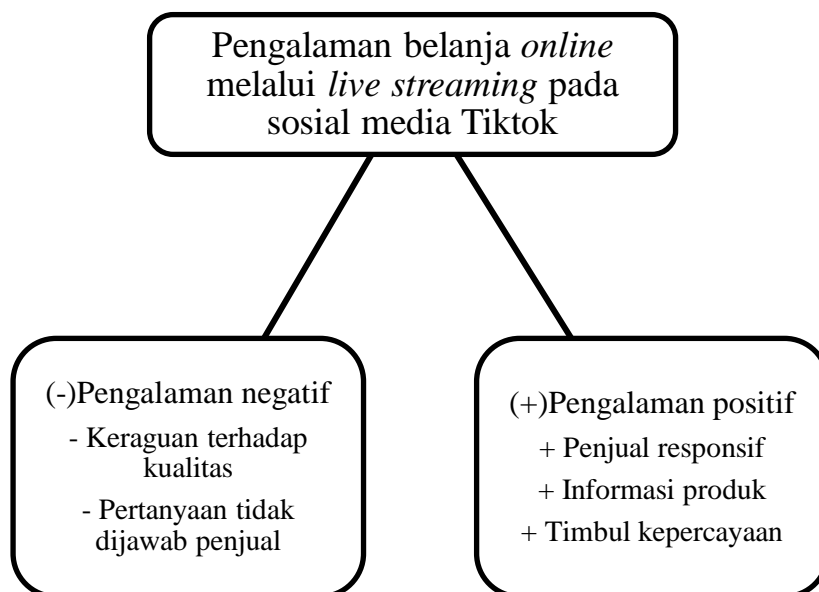 Pengalaman belanja online
melalui live streaming pada
sosial media Tiktok
(-)Pengalaman negatif
- Keraguan terhadap
kualitas
- Pertanyaan tidak
dijawab penjual
(+)Pengalaman positif
+ Penjual responsif
+ Informasi produk
+ Timbul kepercayaan